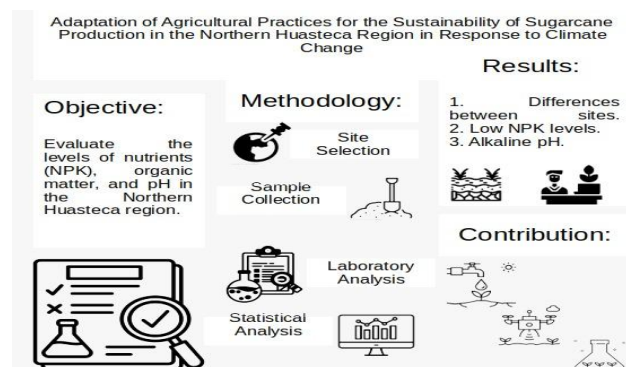 Adaptation of Agricultural Practices for the Sustainability of Sugarcane
Production in the Northern Huasteca Region in Response to Climate
Change
Objective:
Evaluate the
levels of nutrients
(NPK), organic
matter, and pH in
the Northern
Huasteca region.
Methodology:
Site
Selection
Sample
Collection
Laboratory
Analysis
Statistical
Analysis
Results:
1. Differences
between sites.
2. Low NPK levels.
3. Alkaline pH.
Contribution: